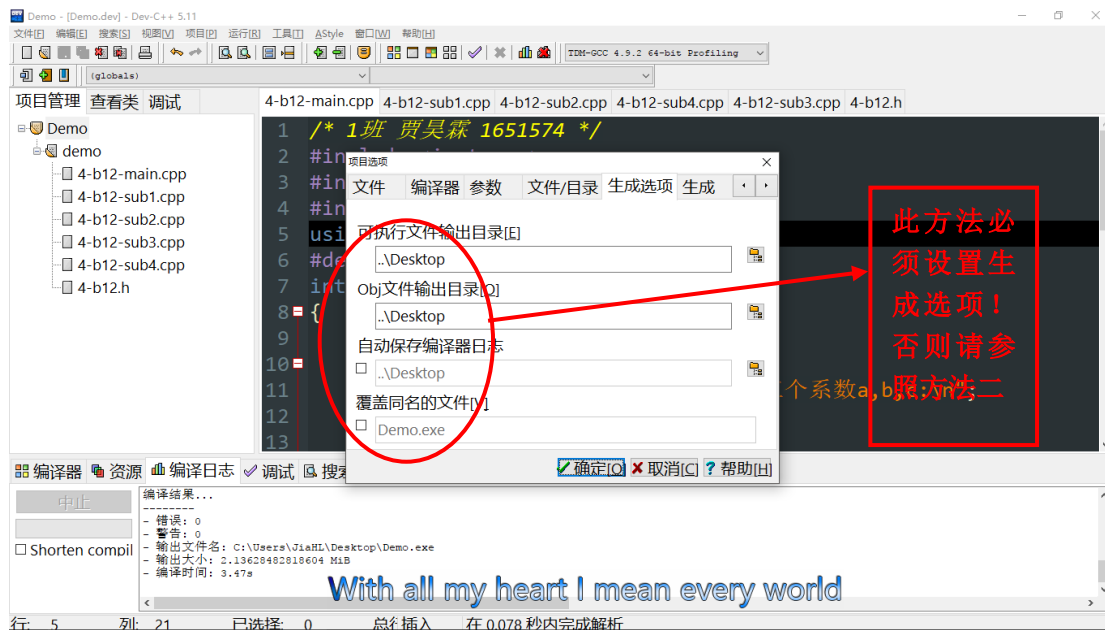 Demo - [Demo.dev] - Dev-C++ 5.11
文件[F] 编辑[E] 搜索[S] 视图[V] 项目[P] 运行[R] 工具[T] AStyle 窗口[W] 帮助[H]
TDM-GCC 4.9.2 64-bit Profiling
(globals)
项目管理 查看类 调试
4-b12-main.cpp 4-b12-sub1.cpp 4-b12-sub2.cpp 4-b12-sub4.cpp 4-b12-sub3.cpp 4-b12.h
Demo
demo
4-b12-main.cpp
4-b12-sub1.cpp
4-b12-sub2.cpp
4-b12-sub3.cpp
4-b12-sub4.cpp
4-b12.h
1 /* 1班 贾昊霖 1651574 */
2 #in
3 #in
4 #in
5 usi
6 #de
7 int
8 {
9
10
11 个系数a,b,c:\n";
12
13
项目选项
文件 编译器 参数 文件/目录 生成选项 生成
可执行文件输出目录[E]
..\Desktop
Obj文件输出目录[O]
..\Desktop
自动保存编译器日志
..\Desktop
覆盖同名的文件[V]
Demo.exe
确定[O] 取消[C] 帮助[H]
此方法必
须设置生
成选项！
否则请参
照方法二
编译器 资源 编译日志 调试 搜索
中止
Shorten compil
编译结果...
--------
- 错误: 0
- 警告: 0
- 输出文件名: C:\Users\JiaHL\Desktop\Demo.exe
- 输出大小: 2.13628482818604 MiB
- 编译时间: 3.47s
With all my heart I mean every world
行: 5 列: 21 已选择: 0 总行 插入 在 0.078 秒内完成解析